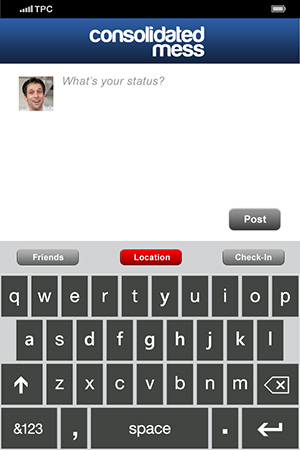 TPC
consolidated
mess
What's your status?
Post
Friends Location Check-In
q w e r t y u i o p
a s d f g h j k l
z x c v b n m
&123 , space .